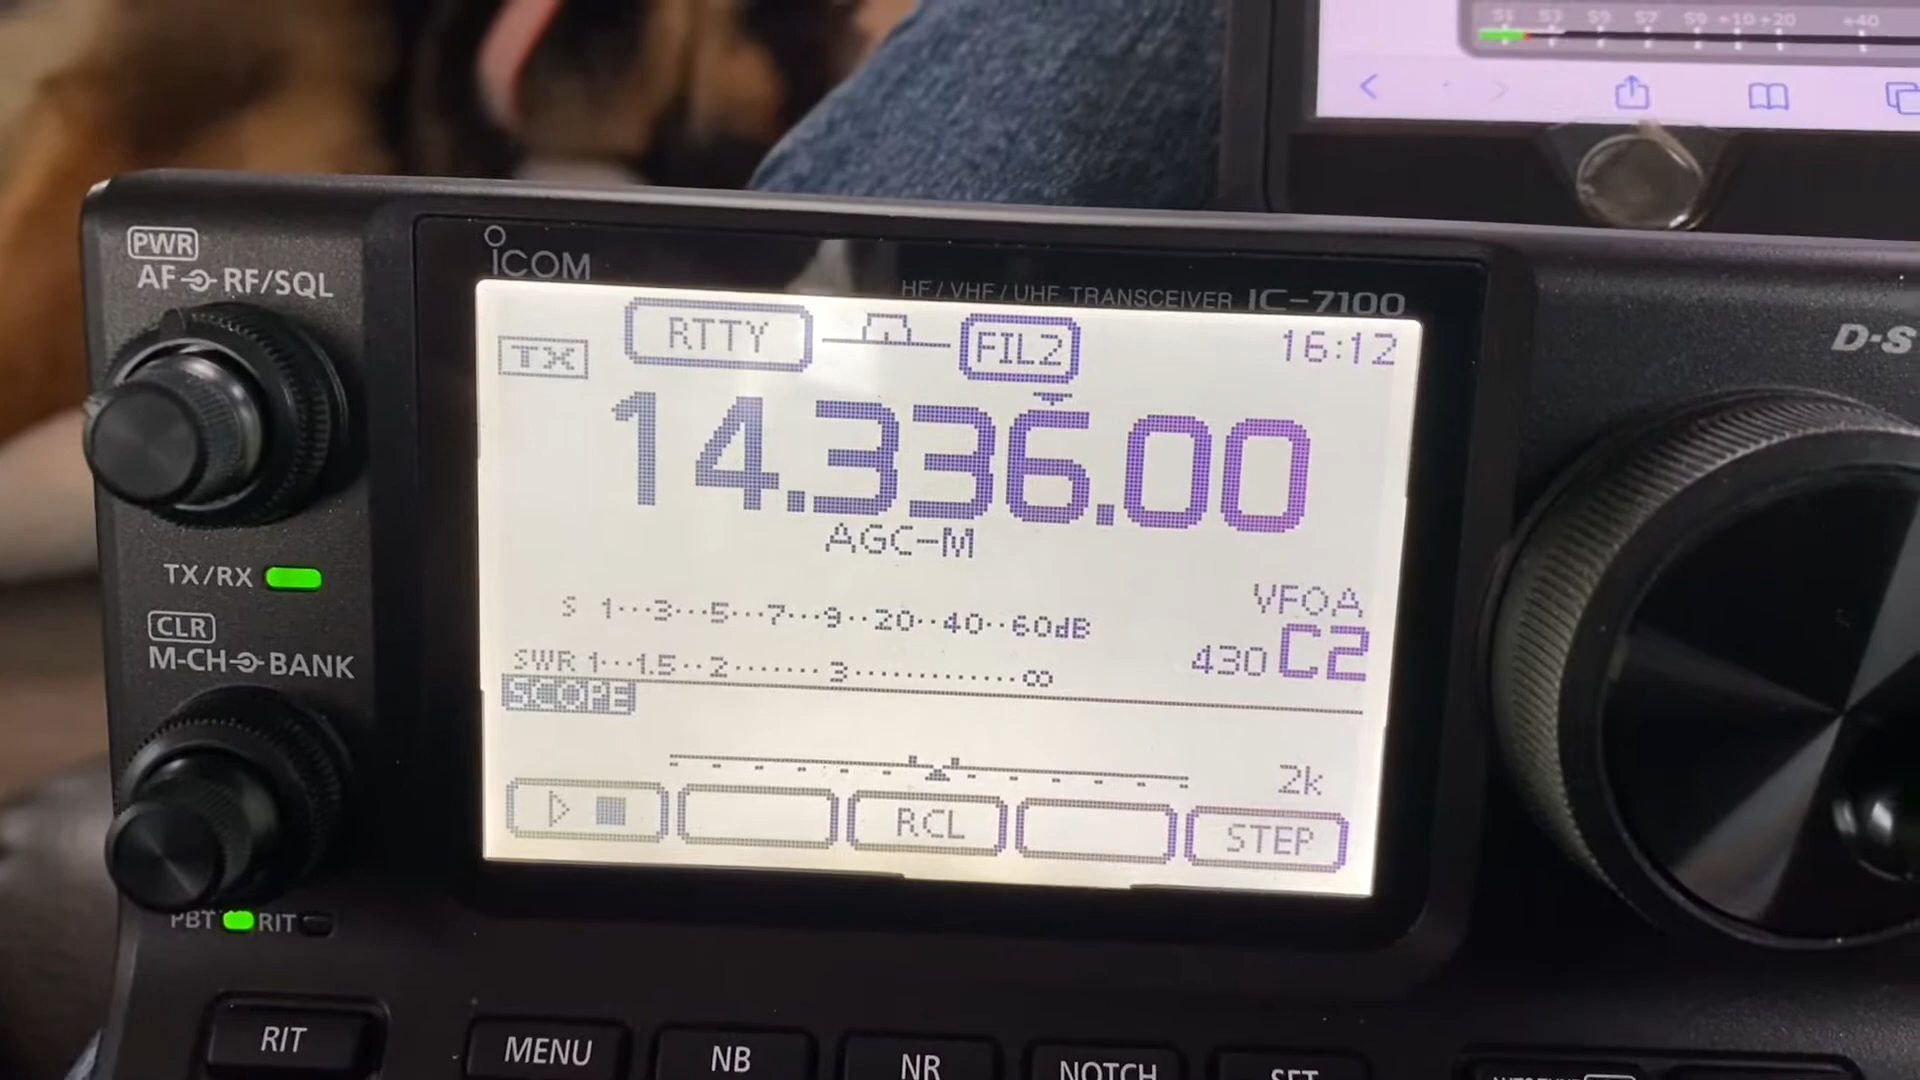 S1 S3 S9 S7 S9 +10 +20 +40
PWR
AF RF/SQL
ICOM
HF/VHF/UHF TRANSCEIVER IC-7100
TX RTTY FIL2 16:12
D-S
14.336.00
AGC-M
TX/RX
S 1···3···5···7···9··20··40··60dB
VFOA
CLR
M-CH BANK
SWR 1···1.5··2······3···········∞
430 C2
SCOPE
2k
RCL STEP
PBT RIT
RIT MENU NB NR NOTCH SET